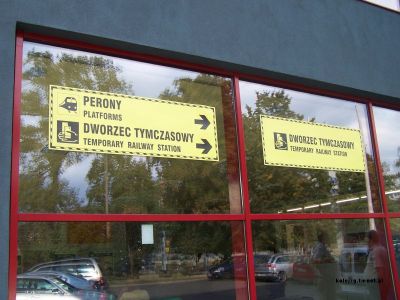 PERONY
PLATFORMS
DWORZEC TYMCZASOWY
TEMPORARY RAILWAY STATION
DWORZEC TYMCZASOWY
TEMPORARY RAILWAY STATION